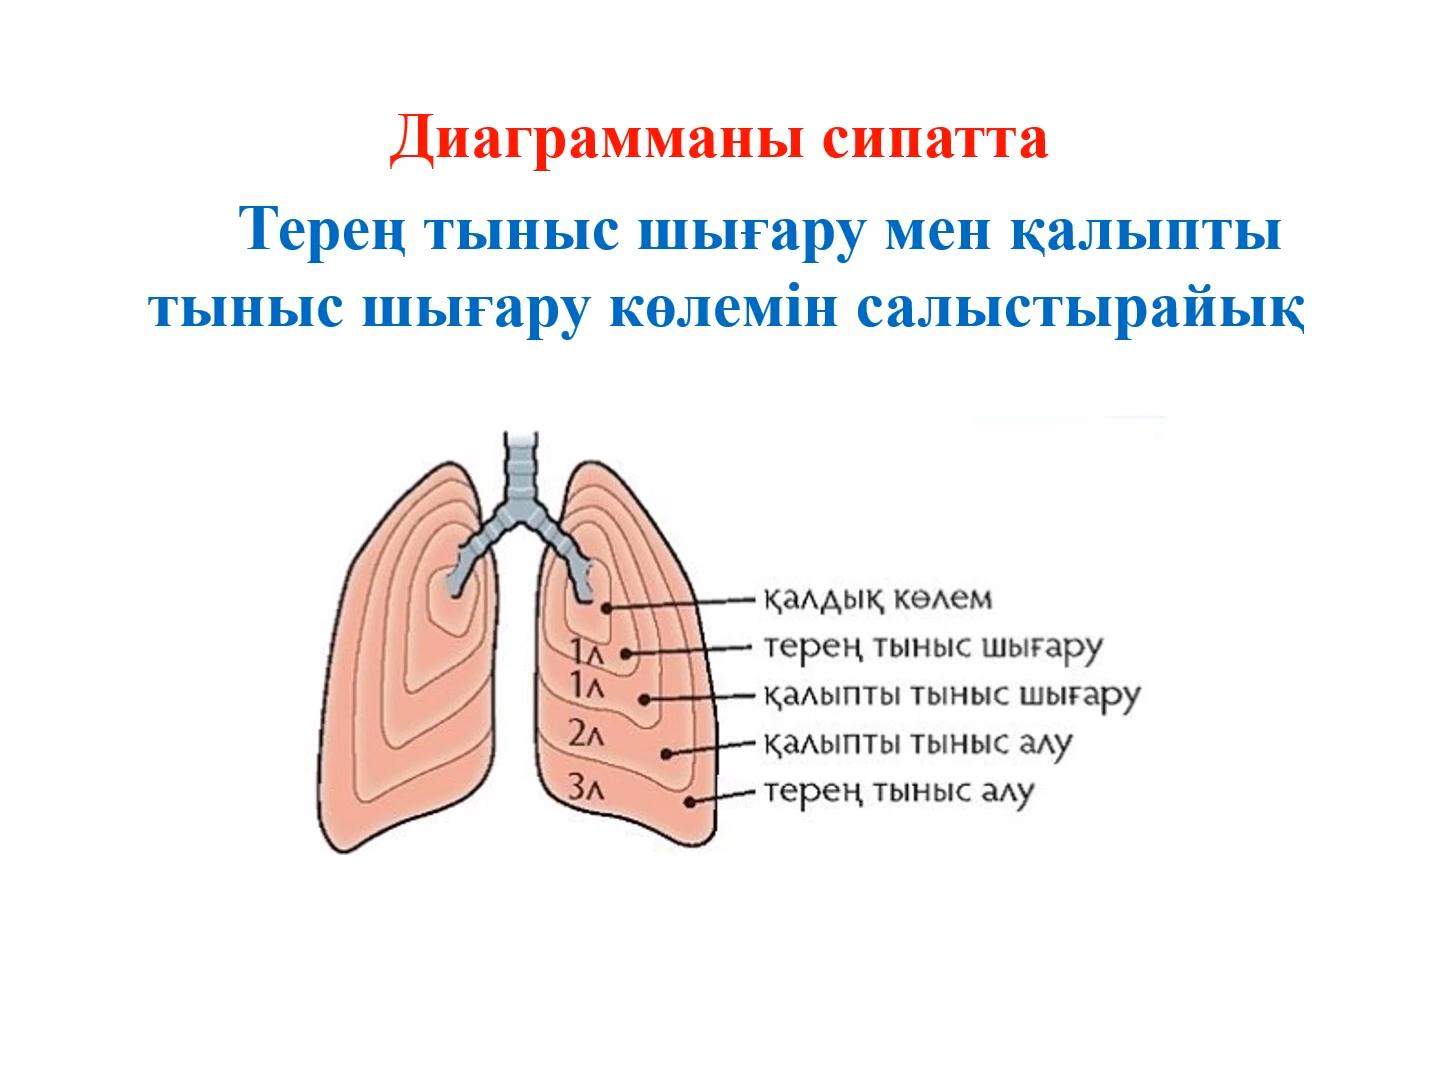 Диаграмманы сипатта
Терең тыныс шығару мен қалыпты
тыныс шығару көлемін салыстырайық
қалдық көлем
1л терең тыныс шығару
1л қалыпты тыныс шығару
2л қалыпты тыныс алу
3л терең тыныс алу